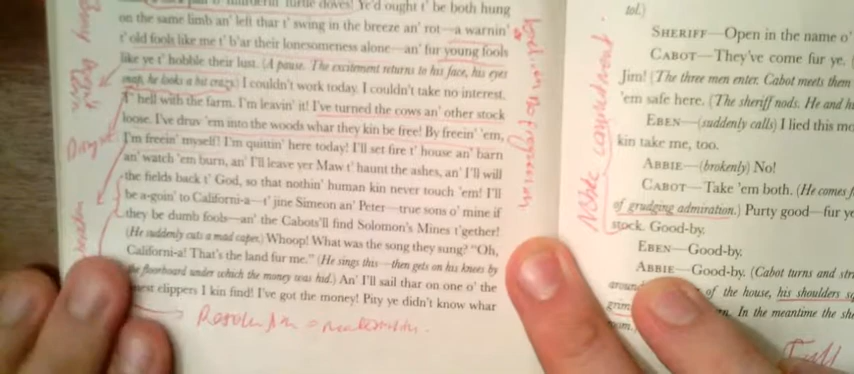 murderin' turtle doves! Ye'd ought t' be both hung
on the same limb an' left thar t' swing in the breeze an' rot—a warnin'
t' old fools like me t' b'ar their lonesomeness alone—an' fur young fools
like ye t' hobble their lust. (A pause. The excitement returns to his face, his eyes
snap, he looks a bit crazy.) I couldn't work today. I couldn't take no interest.
T' hell with the farm. I'm leavin' it! I've turned the cows an' other stock
loose. I've druv 'em into the woods whar they kin be free! By freein' 'em,
I'm freein' myself! I'm quittin' here today! I'll set fire t' house an' barn
an' watch 'em burn, an' I'll leave yer Maw t' haunt the ashes, an' I'll will
the fields back t' God, so that nothin' human kin never touch 'em! I'll
be a-goin' to Californi-a—t' jine Simeon an' Peter—true sons o' mine if
they be dumb fools—an' the Cabots'll find Solomon's Mines t'gether!
(He suddenly cuts a mad caper.) Whoop! What was the song they sung? "Oh,
Californi-a! That's the land fur me." (He sings this—then gets on his knees by
the floorboard under which the money was hid.) An' I'll sail thar on one o' the
clippers I kin find! I've got the money! Pity ye didn't know whar
Noble
tol.)
SHERIFF—Open in the name o'
CABOT—They've come fur ye.
Jim! (The three men enter. Cabot meets them
'em safe here. (The sheriff nods. He and
EBEN—(suddenly calls) I lied this
kin take me, too.
ABBIE—(brokenly) No!
CABOT—Take 'em both. (He comes
of grudging admiration.) Purty good—fur
stock. Good-by.
EBEN—Good-by.
ABBIE—Good-by. (Cabot turns and
of the house, his shoulders
In the meantime the